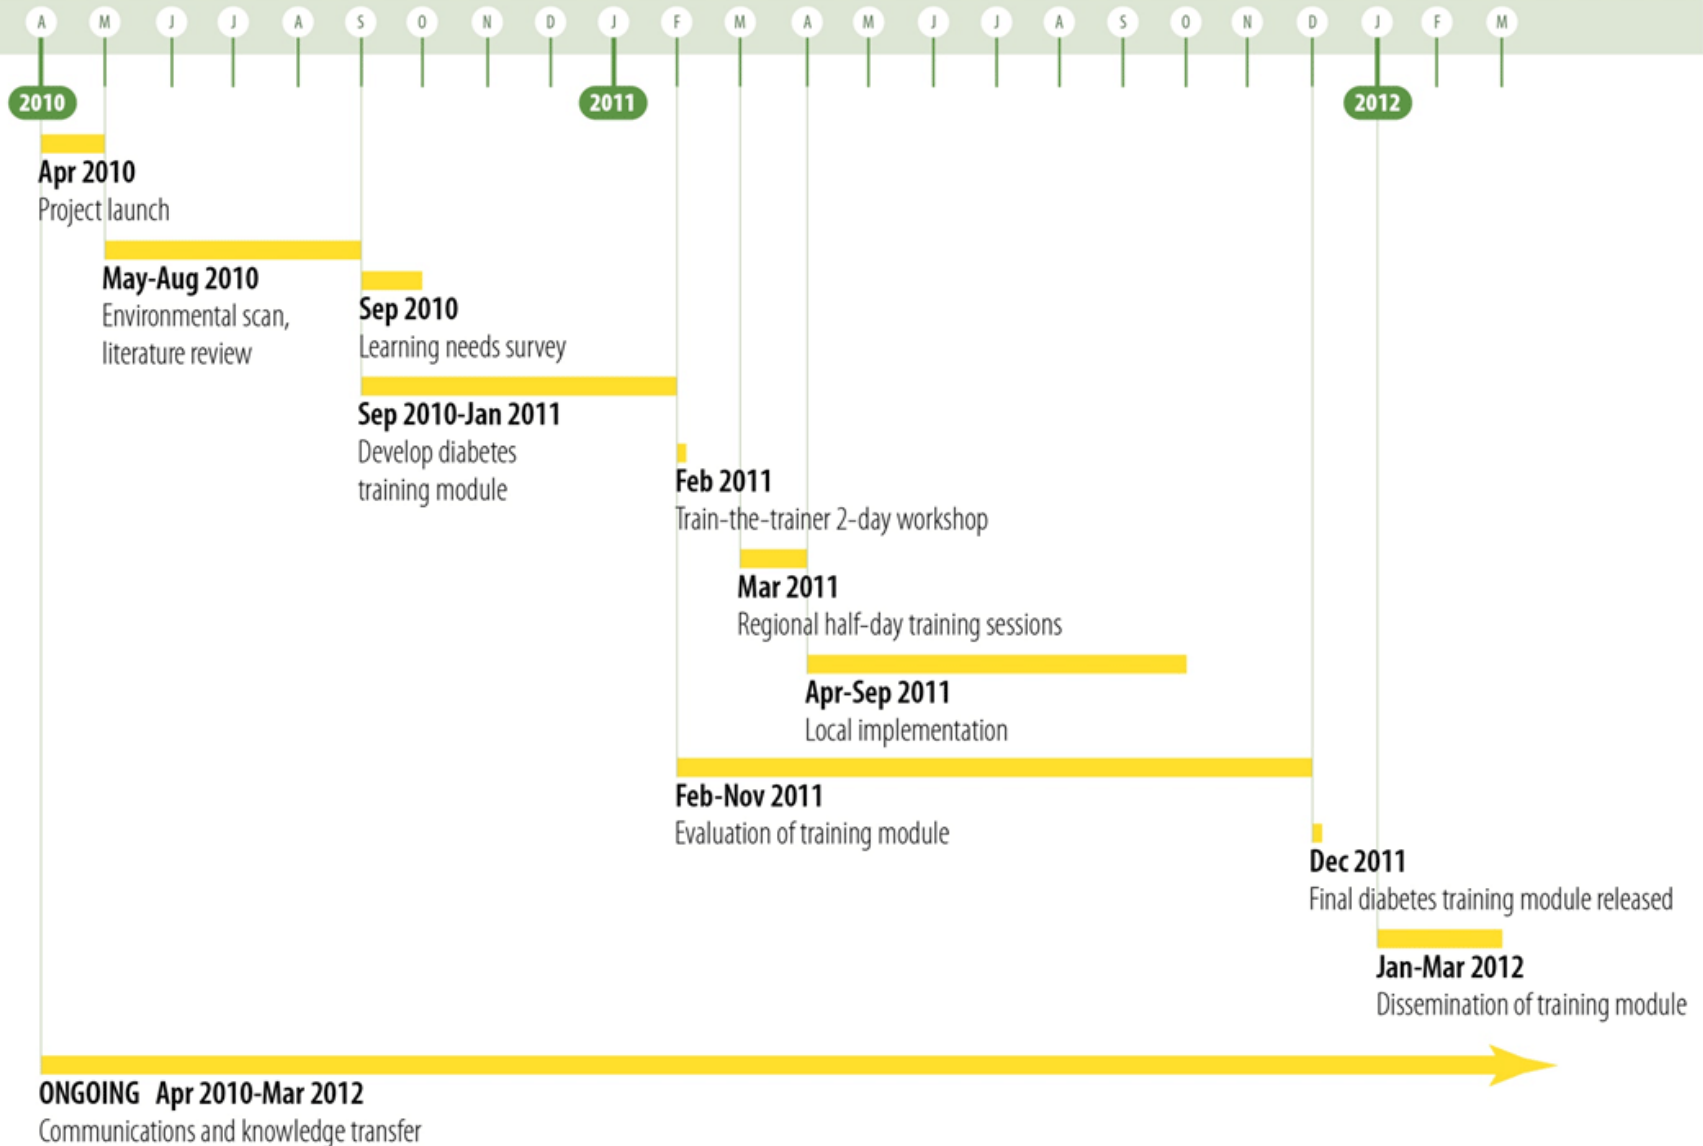 A M J J A S O N D J F M A M J J A S O N D J F M
2010 2011 2012
Apr 2010
Project launch
May-Aug 2010
Environmental scan,
literature review
Sep 2010
Learning needs survey
Sep 2010-Jan 2011
Develop diabetes
training module
Feb 2011
Train-the-trainer 2-day workshop
Mar 2011
Regional half-day training sessions
Apr-Sep 2011
Local implementation
Feb-Nov 2011
Evaluation of training module
Dec 2011
Final diabetes training module released
Jan-Mar 2012
Dissemination of training module
ONGOING Apr 2010-Mar 2012
Communications and knowledge transfer